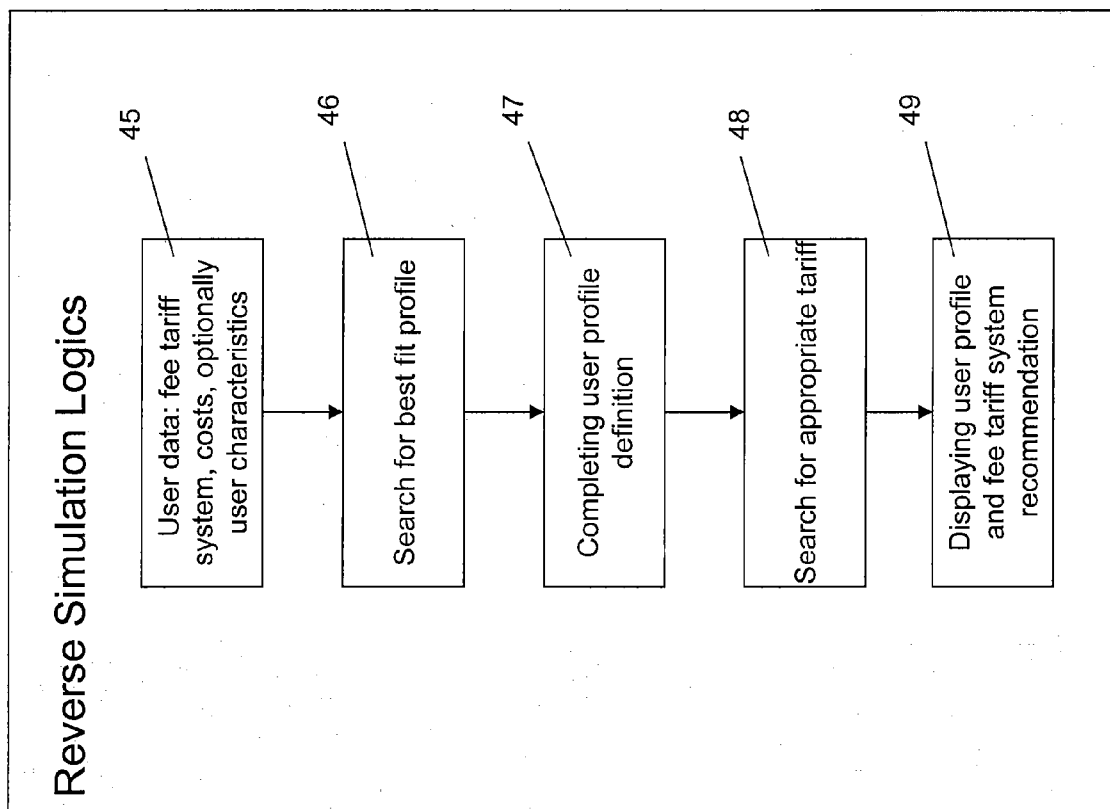 Reverse Simulation Logics
User data: fee tariff
system, costs, optionally
user characteristics
45
Search for best fit profile
46
Completing user profile
definition
47
Search for appropriate tariff
48
Displaying user profile
and fee tariff system
recommendation
49